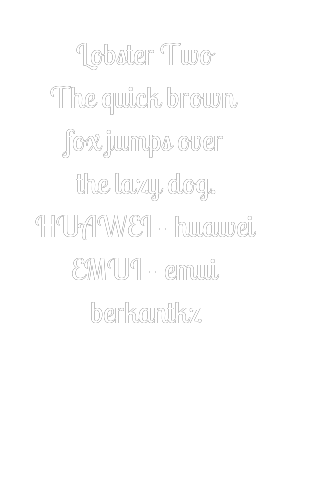 Lobster Two
The quick brown
fox jumps over
the lazy dog.
HUAWEI - huawei
EMUI - emui
berkantkz